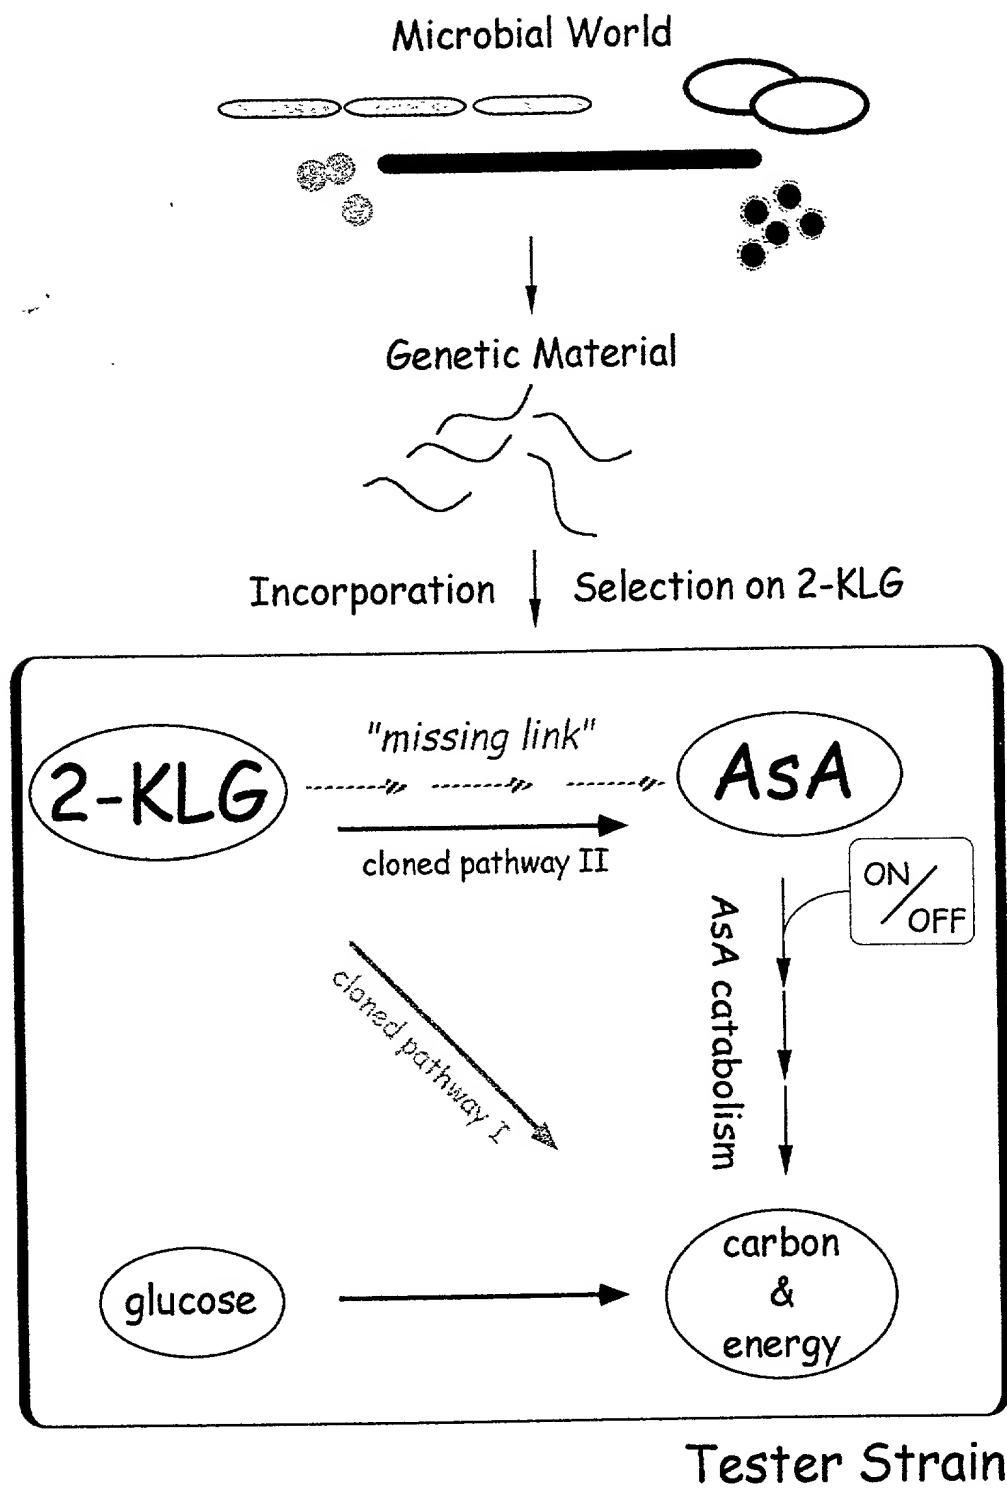 Microbial World
Genetic Material
Incorporation
Selection on 2-KLG
"missing link"
2-KLG
AsA
cloned pathway II
ON/OFF
AsA catabolism
cloned pathway I
glucose
carbon
&
energy
Tester Strain